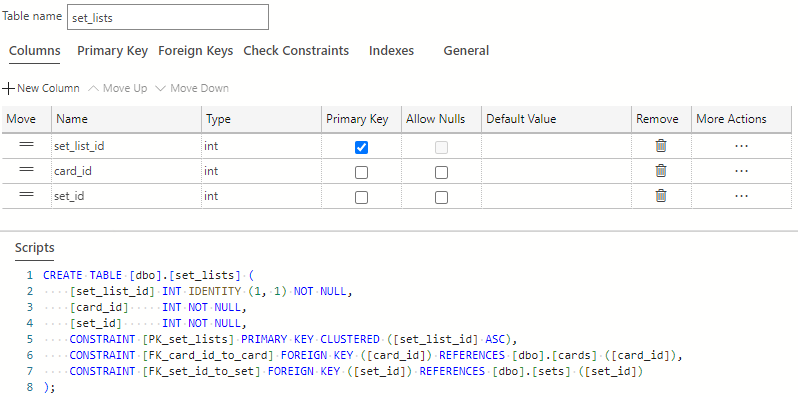 Table name set_lists
Columns Primary Key Foreign Keys Check Constraints Indexes General
New Column Move Up Move Down
Move Name Type Primary Key Allow Nulls Default Value Remove More Actions
set_list_id int
card_id int
set_id int
Scripts
1 CREATE TABLE [dbo].[set_lists] (
2     [set_list_id] INT IDENTITY (1, 1) NOT NULL,
3     [card_id]     INT NOT NULL,
4     [set_id]      INT NOT NULL,
5     CONSTRAINT [PK_set_lists] PRIMARY KEY CLUSTERED ([set_list_id] ASC),
6     CONSTRAINT [FK_card_id_to_card] FOREIGN KEY ([card_id]) REFERENCES [dbo].[cards] ([card_id]),
7     CONSTRAINT [FK_set_id_to_set] FOREIGN KEY ([set_id]) REFERENCES [dbo].[sets] ([set_id])
8 );